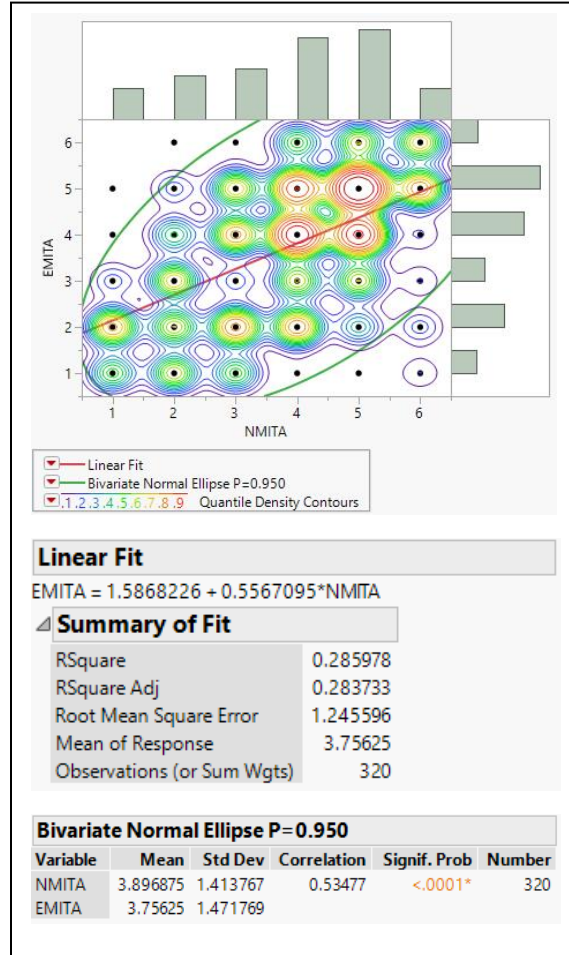 6
5
4
3
2
1
EMITA
1 2 3 4 5 6
NMITA
Linear Fit
Bivariate Normal Ellipse P=0.950
.1.2.3.4.5.6.7.8.9 Quantile Density Contours
Linear Fit
EMITA = 1.5868226 + 0.5567095*NMITA
Summary of Fit
RSquare 0.285978
RSquare Adj 0.283733
Root Mean Square Error 1.245596
Mean of Response 3.75625
Observations (or Sum Wgts) 320
Bivariate Normal Ellipse P=0.950
Variable Mean Std Dev Correlation Signif. Prob Number
NMITA 3.896875 1.413767 0.53477 <.0001* 320
EMITA 3.75625 1.471769